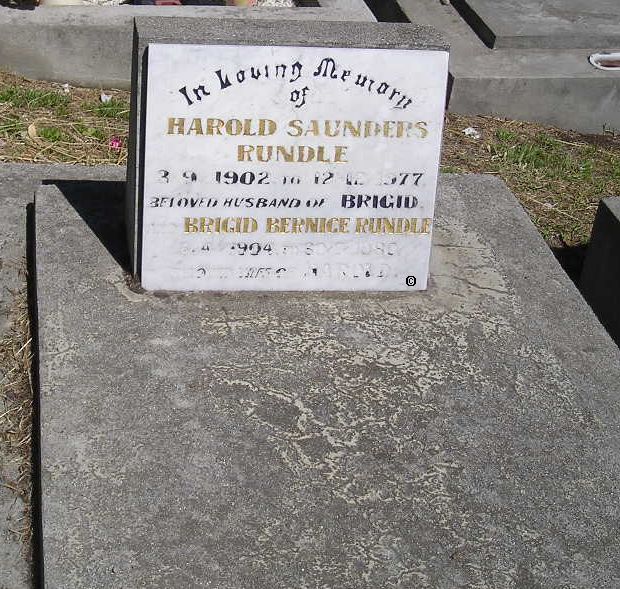 In Loving Memory
of
HAROLD SAUNDERS
RUNDLE
3 9 1902 TO 12 12 1977
BELOVED HUSBAND OF BRIGID
BRIGID BERNICE RUNDLE
1904
©